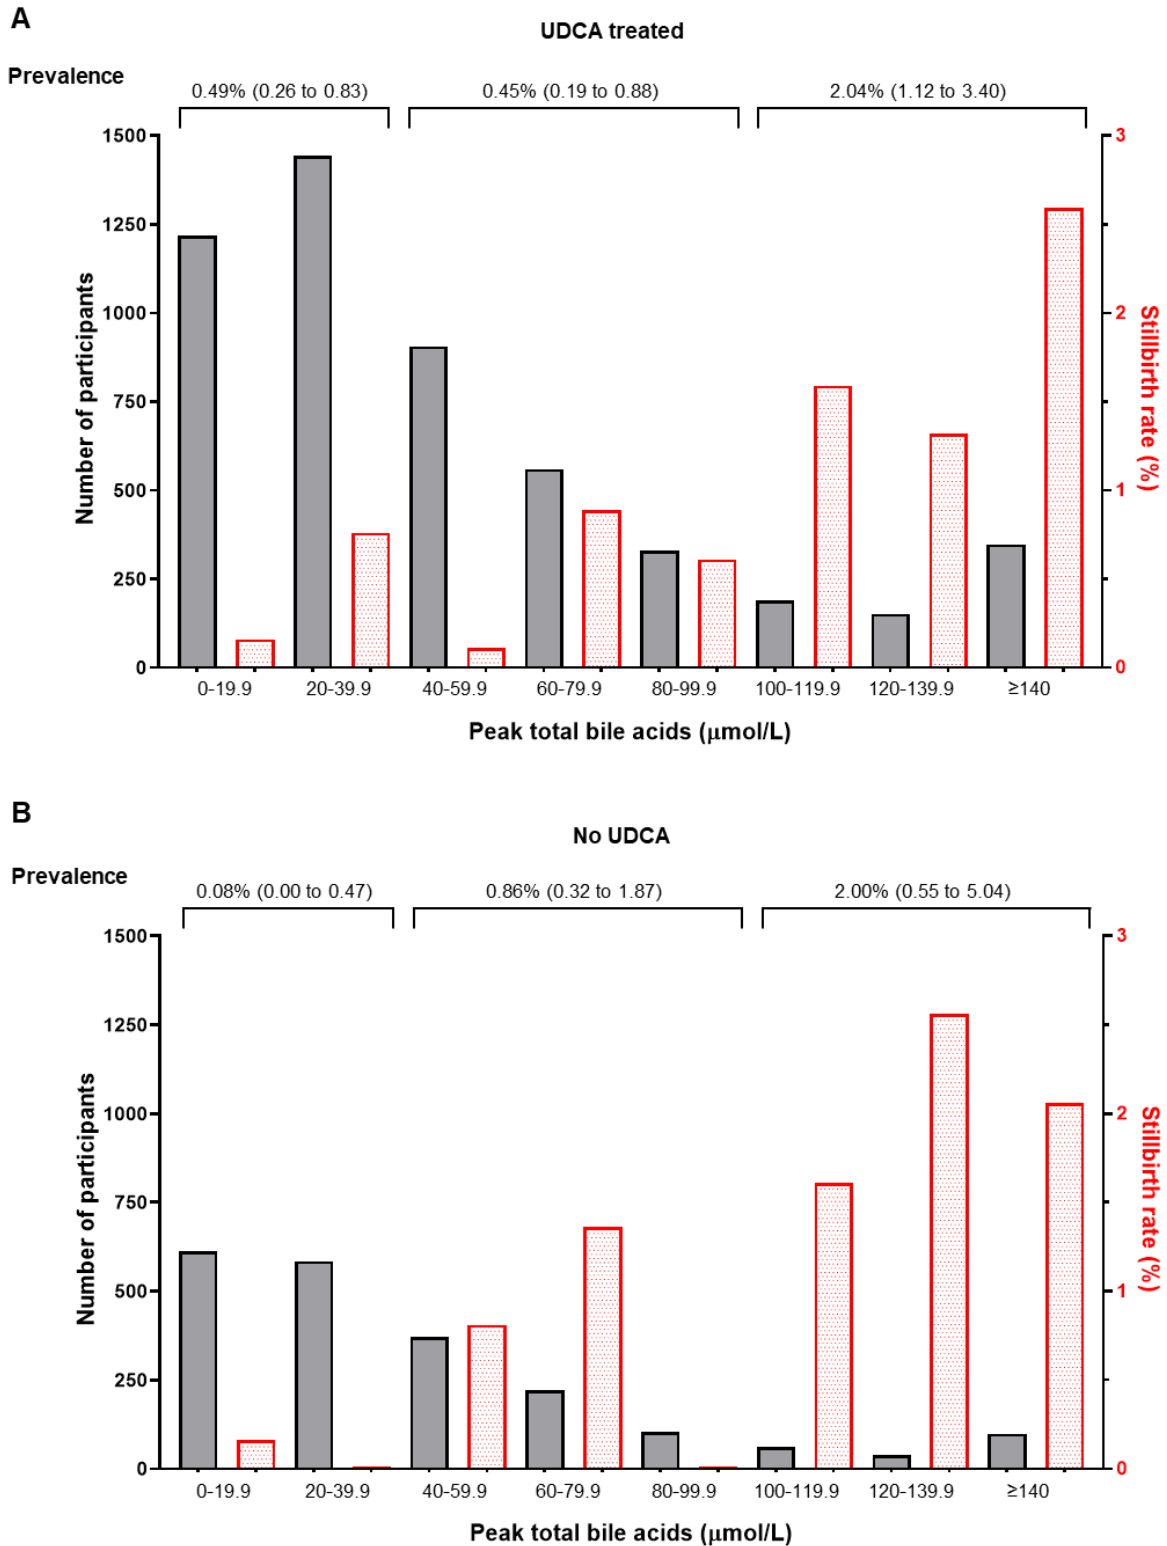 A
UDCA treated
Prevalence
0.49% (0.26 to 0.83)
0.45% (0.19 to 0.88)
2.04% (1.12 to 3.40)
Number of participants
1500
1250
1000
750
500
250
0
3
2
1
0
Stillbirth rate (%)
0-19.9
20-39.9
40-59.9
60-79.9
80-99.9
100-119.9
120-139.9
≥140
Peak total bile acids (μmol/L)
B
No UDCA
Prevalence
0.08% (0.00 to 0.47)
0.86% (0.32 to 1.87)
2.00% (0.55 to 5.04)
Number of participants
1500
1250
1000
750
500
250
0
3
2
1
0
Stillbirth rate (%)
0-19.9
20-39.9
40-59.9
60-79.9
80-99.9
100-119.9
120-139.9
≥140
Peak total bile acids (μmol/L)